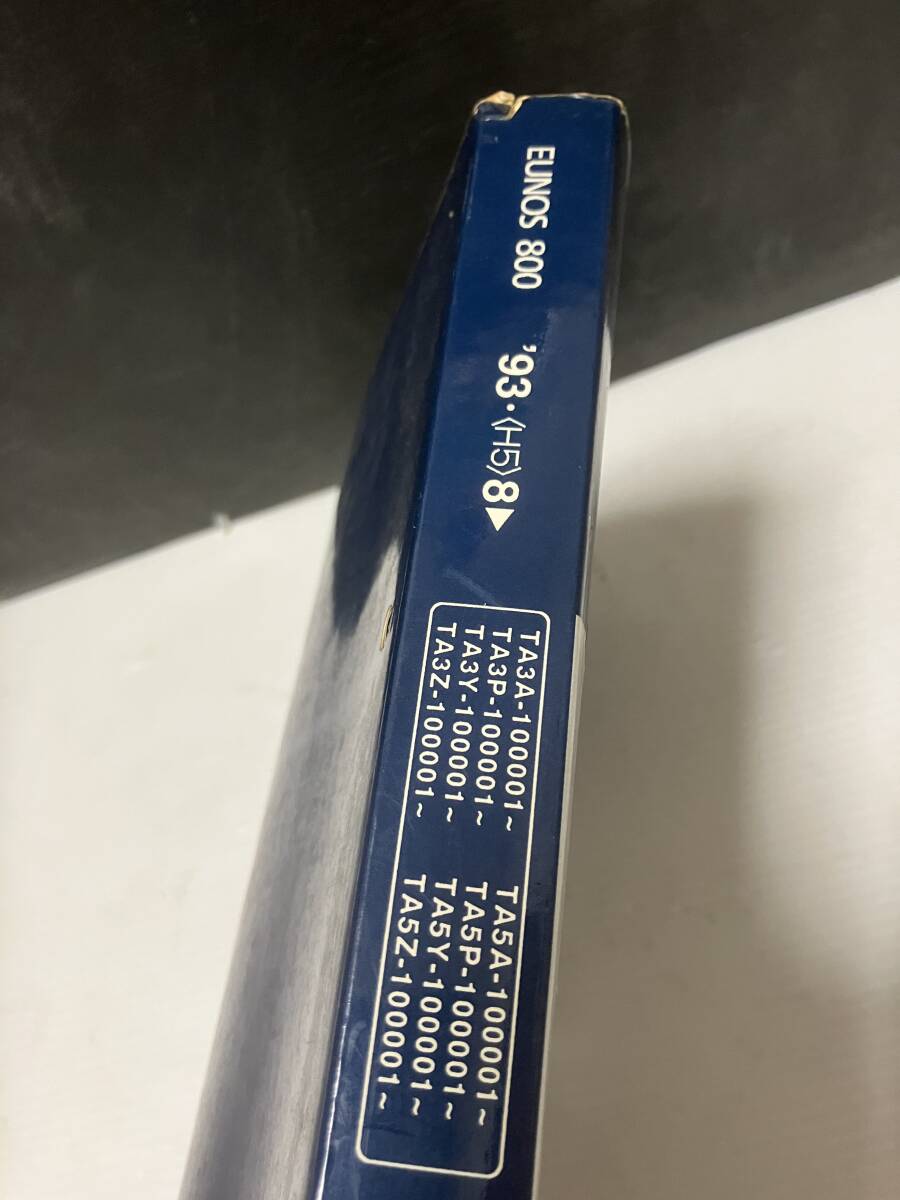 EUNOS 800
'93・〈H5〉8▶
TA3A-100001~
TA3P-100001~
TA3Y-100001~
TA3Z-100001~
TA5A-100001~
TA5P-100001~
TA5Y-100001~
TA5Z-100001~